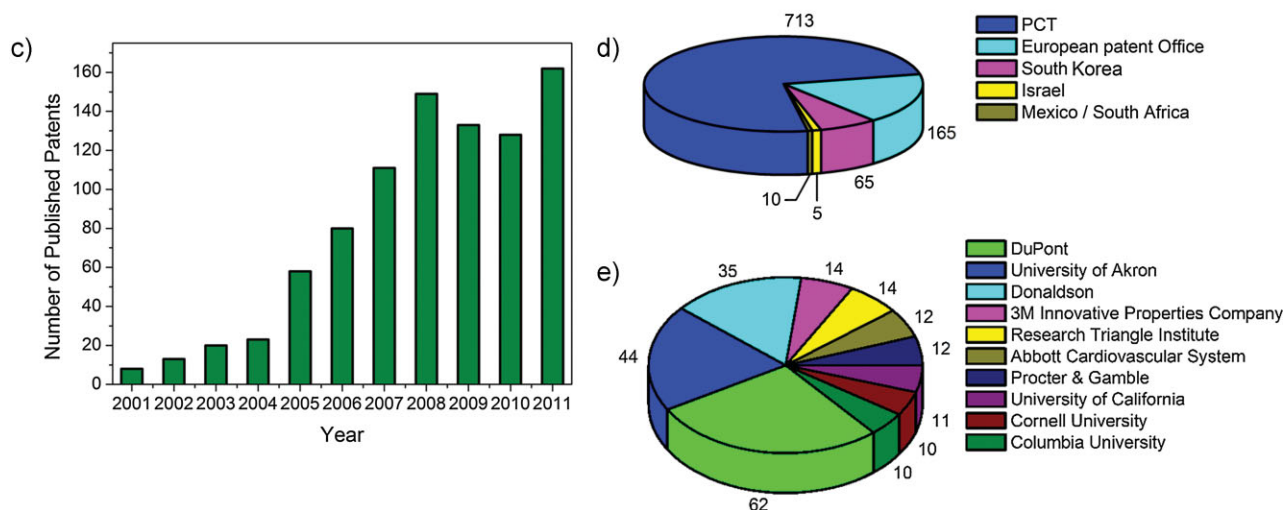 c)
Number of Published Patents
160
140
120
100
80
60
40
20
0
2001 2002 2003 2004 2005 2006 2007 2008 2009 2010 2011
Year
d)
713
165
65
5
10
PCT
European patent Office
South Korea
Israel
Mexico / South Africa
e)
35
14
14
12
12
11
10
10
62
44
DuPont
University of Akron
Donaldson
3M Innovative Properties Company
Research Triangle Institute
Abbott Cardiovascular System
Procter & Gamble
University of California
Cornell University
Columbia University